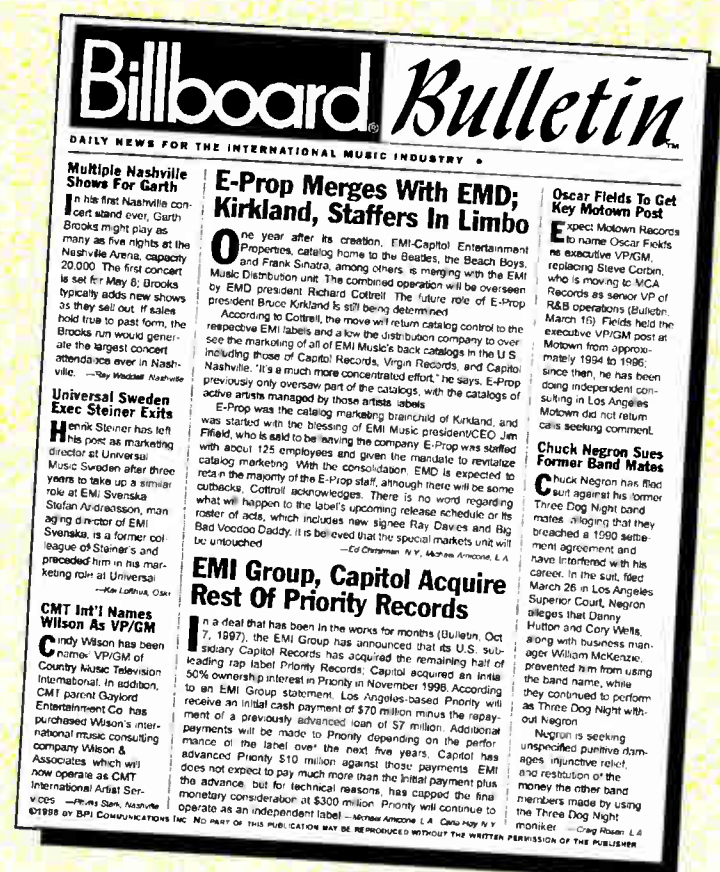 Billboard® Bulletin™
DAILY NEWS FOR THE INTERNATIONAL MUSIC INDUSTRY •
Multiple Nashville
Shows For Garth
In his first Nashville con-
cert stand ever, Garth
Brooks might play as
many as five nights at the
Nashville Arena, capacity
20,000 The first concert
is set for May 8; Brooks
typically adds new shows
as they sell out. If sales
hold true to past form, the
Brooks run would gener-
ate the largest concert
attendance ever in Nash-
ville. —Ray Waddell Nashville
Universal Sweden
Exec Steiner Exits
Henrik Steiner has left
his post as marketing
director at Universal
Music Sweden after three
years to take up a similar
role at EMI Svenska
Stefan Andreasson, man
aging director of EMI
Svenska, is a former col-
league of Steiner's and
preceded him in his mar-
keting role at Universal
—Kai Lofthus, Oslo
CMT Int'l Names
Wilson As VP/GM
Cindy Wilson has been
names VP/GM of
Country Music Television
International. In addition,
CMT parent Gaylord
Entertainment Co has
purchased Wilson's inter-
national music consulting
company Wilson &
Associates which will
now operate as CMT
International Artist Ser-
vices —Phyllis Stark, Nashville
E-Prop Merges With EMD;
Kirkland, Staffers In Limbo
One year after its creation, EMI-Capitol Entertainment
Properties, catalog home to the Beatles, the Beach Boys,
and Frank Sinatra, among others is merging with the EMI
Music Distribution unit The combined operation will be overseen
by EMD president Richard Cottrell The future role of E-Prop
president Bruce Kirkland is still being determined
According to Cottrell, the move will return catalog control to the
respective EMI labels and allow the distribution company to over
see the marketing of all EMI Music's back catalogs in the U S
including those of Capitol Records, Virgin Records, and Capitol
Nashville. "It's a much more concentrated effort," he says. E-Prop
previously only oversaw part of the catalogs, with the catalogs of
active artists managed by those artists labels
E-Prop was the catalog marketing brainchild of Kirkland, and
was started with the blessing of EMI Music president/CEO Jim
Fifield, who is said to be leaving the company E-Prop was staffed
with about 125 employees and given the mandate to revitalize
catalog marketing. With the consolidation, EMD is expected to
retain the majority of the E-Prop staff, although there will be some
cutbacks, Cottrell acknowledges. There is no word regarding
what will happen to the label's upcoming release schedule or its
roster of acts, which includes new signee Ray Davies and Big
Bad Voodoo Daddy. It is believed that the special markets unit will
be untouched —Ed Christman, N Y, Michael Amicone, L A
EMI Group, Capitol Acquire
Rest Of Priority Records
In a deal that has been in the works for months (Bulletin, Oct
7, 1997), the EMI Group has announced that its U.S. sub-
sidiary Capitol Records has acquired the remaining half of
leading rap label Priority Records; Capitol acquired an initial
50% ownership interest in Priority in November 1996. According
to an EMI Group statement, Los Angeles-based Priority will
receive an initial cash payment of $70 million minus the repay-
ment of a previously advanced loan of $7 million. Additional
payments will be made to Priority depending on the perfor
mance of the label over the next five years, Capitol has
advanced Priority $10 million against those payments EMI
does not expect to pay much more than the initial payment plus
the advance, but for technical reasons, has capped the final
monetary consideration at $300 million Priority will continue to
operate as an independent label —Michael Amicone L A Carla Hay N Y
Oscar Fields To Get
Key Motown Post
Expect Motown Records
to name Oscar Fields
as executive VP/GM,
replacing Steve Corbin,
who is moving to MCA
Records as senior VP of
R&B operations (Bulletin,
March 16). Fields held the
executive VP/GM post at
Motown from approxi-
mately 1994 to 1996;
since then, he has been
doing independent con-
sulting in Los Angeles
Motown did not return
calls seeking comment.
Chuck Negron Sues
Former Band Mates
Chuck Negron has filed
suit against his former
Three Dog Night band
mates alleging that they
breached a 1990 settle-
ment agreement and
have interfered with his
career. In the suit, filed
March 26 in Los Angeles
Superior Court, Negron
alleges that Danny
Hutton and Cory Wells,
along with business man-
ager William McKenzie,
prevented him from using
the band name, while
they continued to perform
as Three Dog Night with-
out Negron
Negron is seeking
unspecified punitive dam-
ages injunctive relief,
and restitution of the
money the other band
members made by using
the Three Dog Night
moniker —Craig Rosen L A
©1998 BY BPI COMMUNICATIONS INC NO PART OF THIS PUBLICATION MAY BE REPRODUCED WITHOUT THE WRITTEN PERMISSION OF THE PUBLISHER